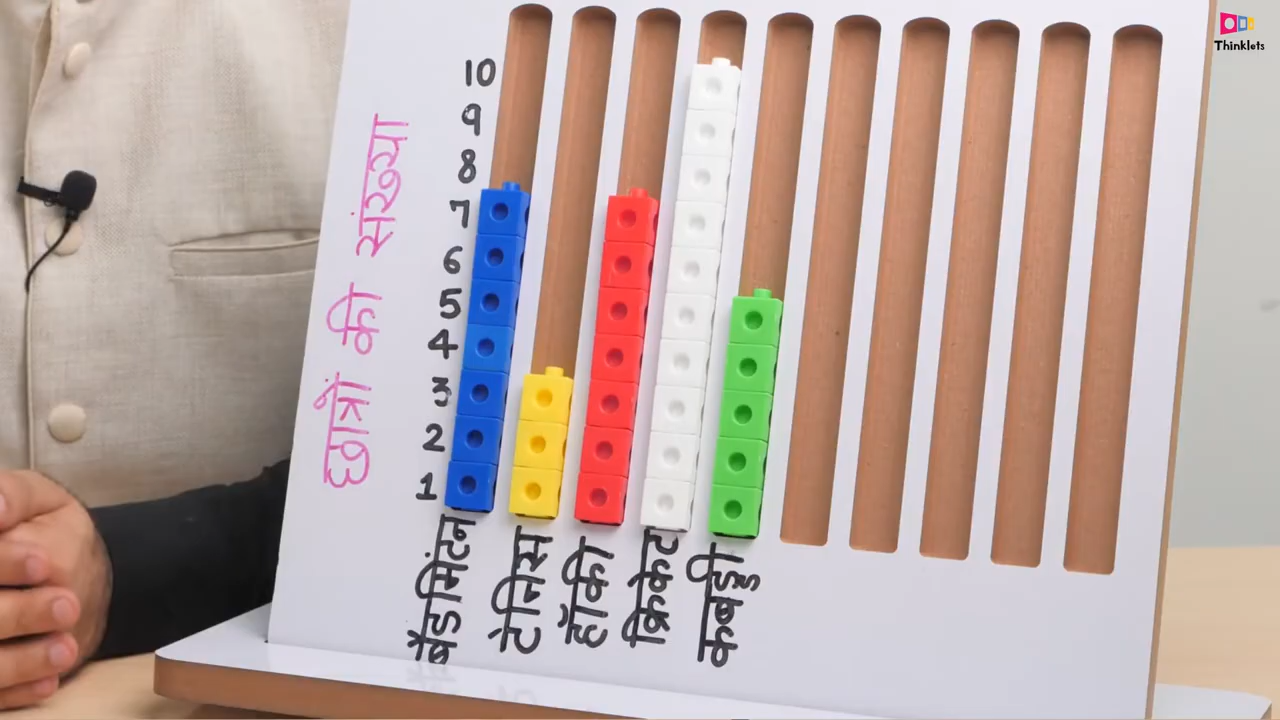 Thinklets
छात्रों की संख्या
10
9
8
7
6
5
4
3
2
1
बैडमिंटन
टेनिस
हॉकी
क्रिकेट
कबड्डी